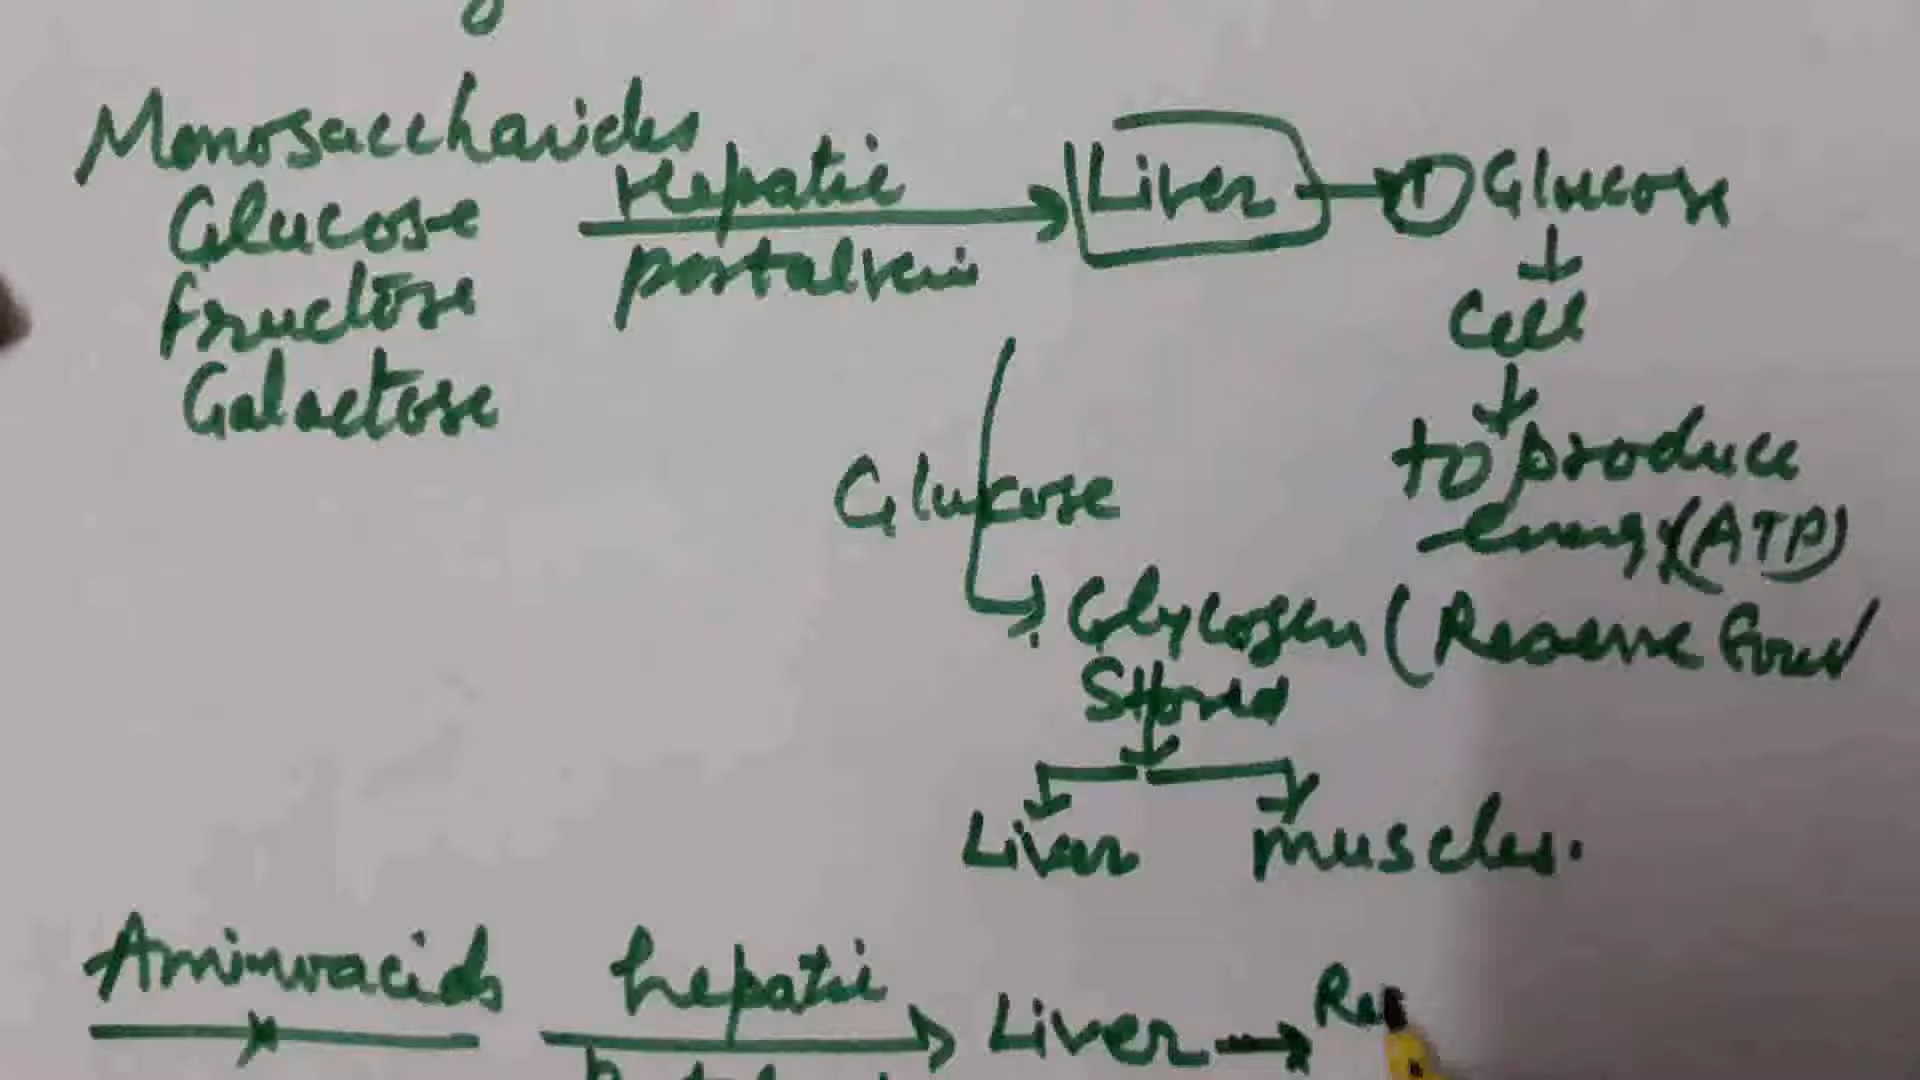 Monosaccharides
Glucose
Fructose
Galactose
Hepatic
portal vein
Liver
① Glucose
Cell
to produce
energy (ATP)
Glucose
Glycogen (Reserve food
Stored
Liver muscles.
Aminoacids
hepatic
Liver